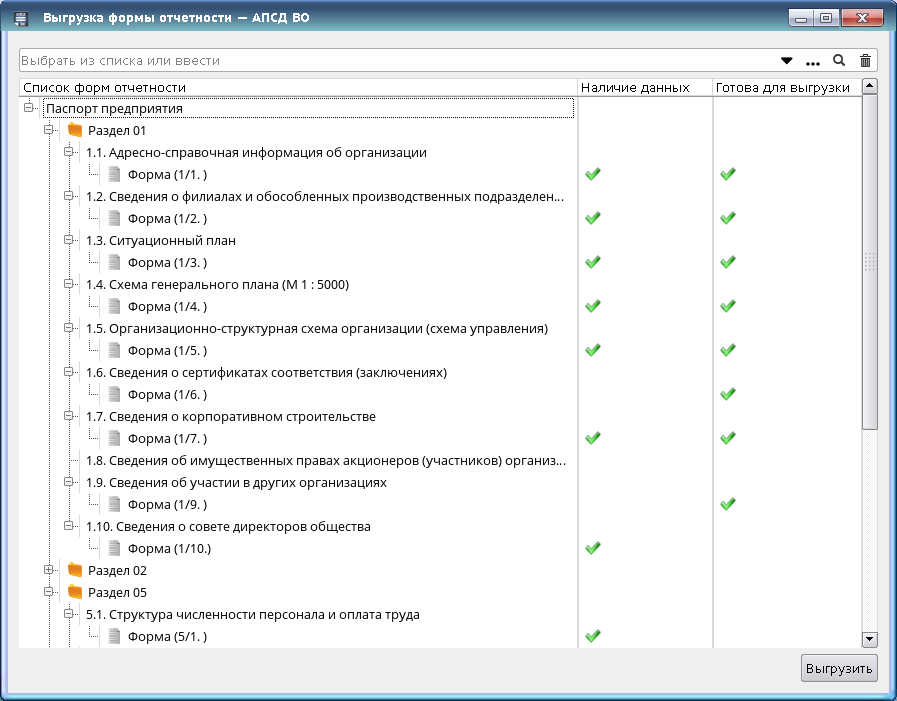 Выгрузка формы отчетности — АПСД ВО
Выбрать из списка или ввести
Список форм отчетности Наличие данных Готова для выгрузки
Паспорт предприятия
Раздел 01
1.1. Адресно-справочная информация об организации
Форма (1/1. )
1.2. Сведения о филиалах и обособленных производственных подразделен...
Форма (1/2. )
1.3. Ситуационный план
Форма (1/3. )
1.4. Схема генерального плана (М 1 : 5000)
Форма (1/4. )
1.5. Организационно-структурная схема организации (схема управления)
Форма (1/5. )
1.6. Сведения о сертификатах соответствия (заключениях)
Форма (1/6. )
1.7. Сведения о корпоративном строительстве
Форма (1/7. )
1.8. Сведения об имущественных правах акционеров (участников) организ...
1.9. Сведения об участии в других организациях
Форма (1/9. )
1.10. Сведения о совете директоров общества
Форма (1/10.)
Раздел 02
Раздел 05
5.1. Структура численности персонала и оплата труда
Форма (5/1. )
Выгрузить